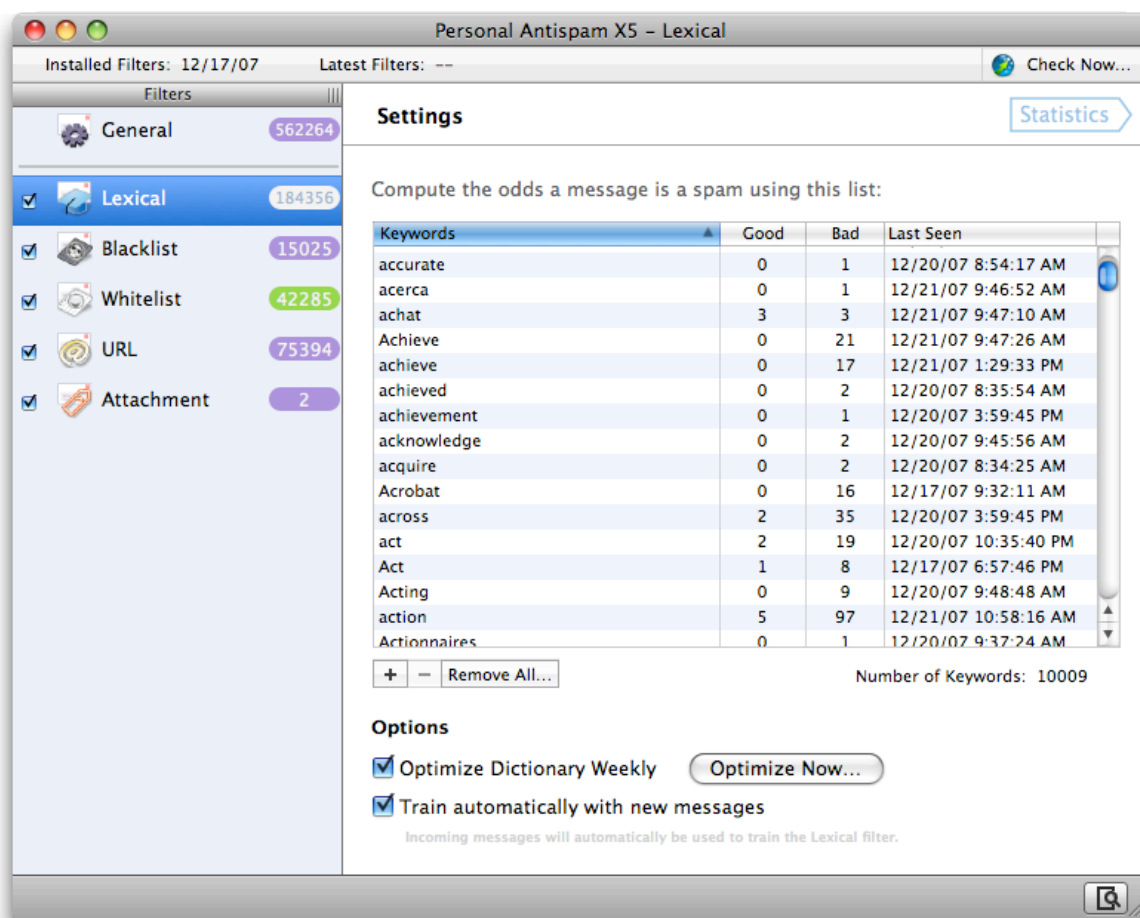 Personal Antispam X5 – Lexical
Installed Filters: 12/17/07 Latest Filters: -- Check Now...
Filters
General 562264
Lexical 184356
Blacklist 15025
Whitelist 42285
URL 75394
Attachment 2
Settings Statistics
Compute the odds a message is a spam using this list:
Keywords Good Bad Last Seen
accurate 0 1 12/20/07 8:54:17 AM
acerca 0 1 12/21/07 9:46:52 AM
achat 3 3 12/21/07 9:47:10 AM
Achieve 0 21 12/21/07 9:47:26 AM
achieve 0 17 12/21/07 1:29:33 PM
achieved 0 2 12/20/07 8:35:54 AM
achievement 0 1 12/20/07 3:59:45 PM
acknowledge 0 2 12/20/07 9:45:56 AM
acquire 0 2 12/20/07 8:34:25 AM
Acrobat 0 16 12/17/07 9:32:11 AM
across 2 35 12/20/07 3:59:45 PM
act 2 19 12/20/07 10:35:40 PM
Act 1 8 12/17/07 6:57:46 PM
Acting 0 9 12/20/07 9:48:48 AM
action 5 97 12/21/07 10:58:16 AM
Actionnaires 0 1 12/20/07 9:37:24 AM
+ − Remove All... Number of Keywords: 10009
Options
Optimize Dictionary Weekly Optimize Now...
Train automatically with new messages
Incoming messages will automatically be used to train the Lexical filter.